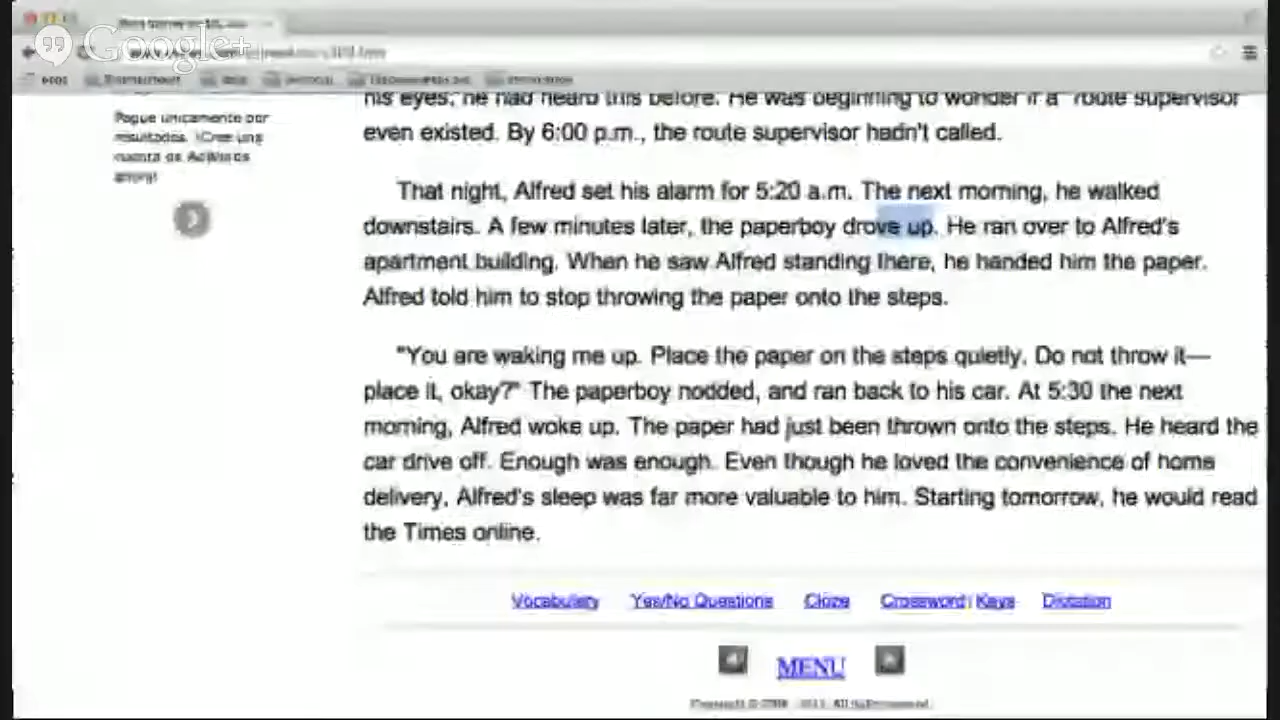 Google+
his eyes, he had heard this before. He was beginning to wonder if a "route supervisor
even existed. By 6:00 p.m., the route supervisor hadn't called.
Pague únicamente por
resultados. ¡Cree una
cuenta de AdWords
ahora!
That night, Alfred set his alarm for 5:20 a.m. The next morning, he walked
downstairs. A few minutes later, the paperboy drove up. He ran over to Alfred's
apartment building. When he saw Alfred standing there, he handed him the paper.
Alfred told him to stop throwing the paper onto the steps.
"You are waking me up. Place the paper on the steps quietly. Do not throw it—
place it, okay?" The paperboy nodded, and ran back to his car. At 5:30 the next
morning, Alfred woke up. The paper had just been thrown onto the steps. He heard the
car drive off. Enough was enough. Even though he loved the convenience of home
delivery, Alfred's sleep was far more valuable to him. Starting tomorrow, he would read
the Times online.
Vocabulary Yes/No Questions Cloze Crossword | Keys Dictation
MENU